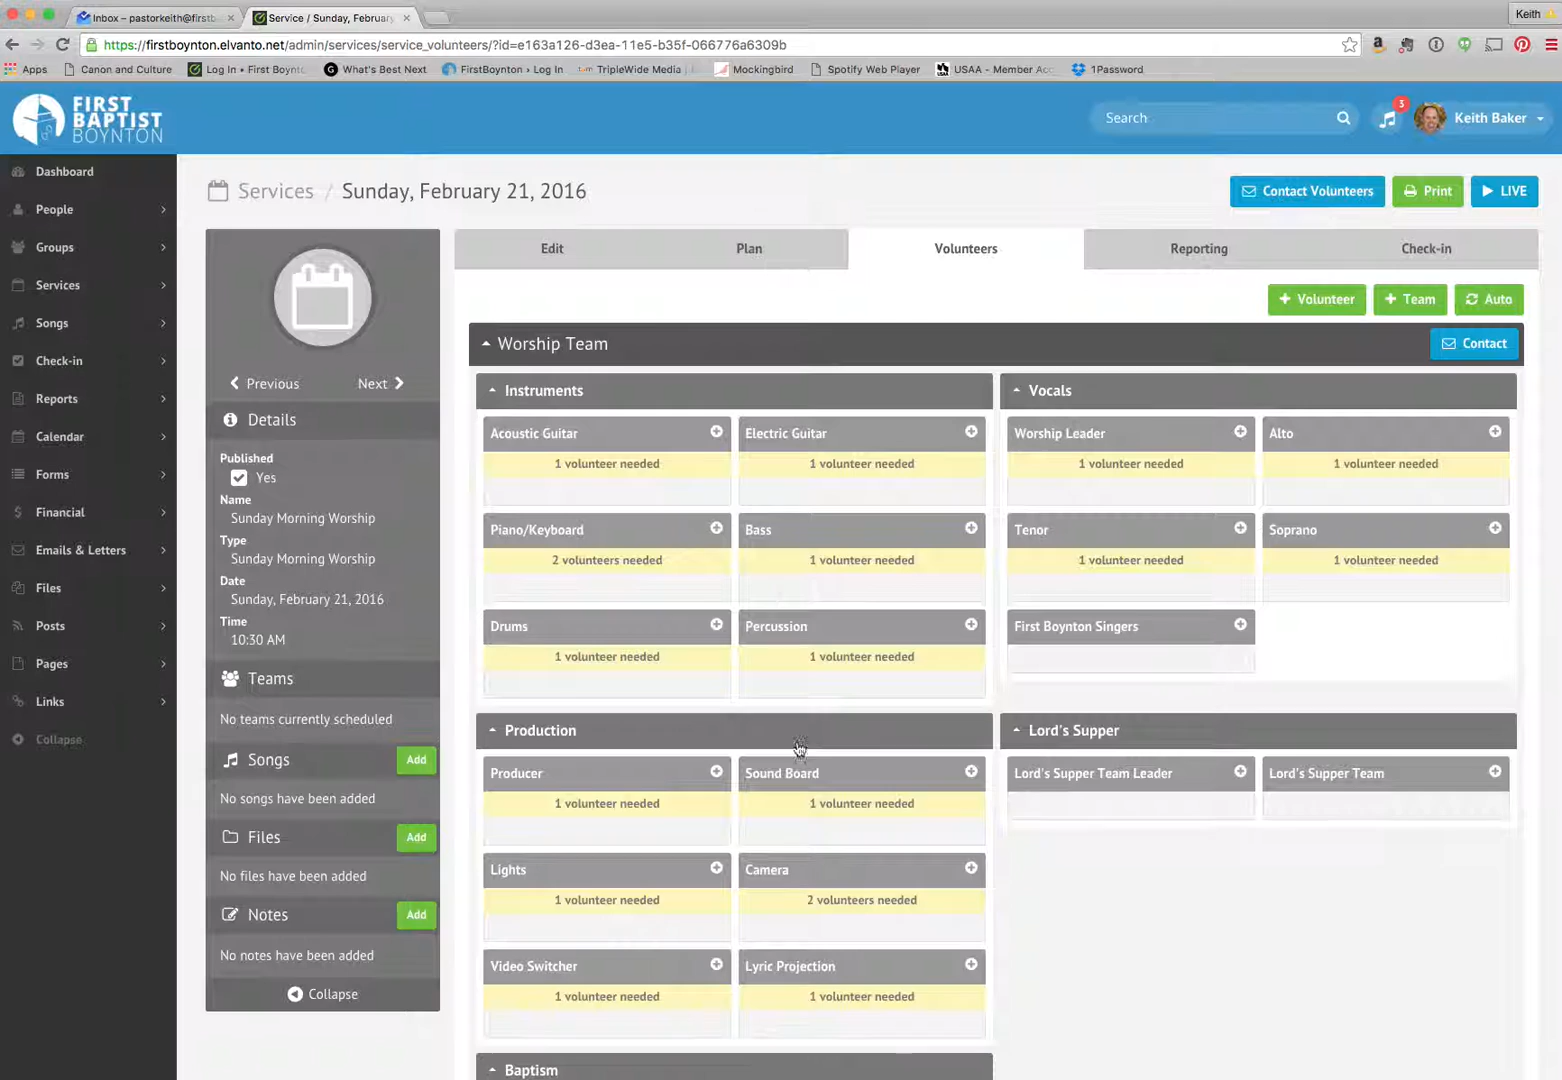 Inbox – pastorkeith@firstb
Service / Sunday, February
Keith
https://firstboynton.elvanto.net/admin/services/service_volunteers/?id=e163a126-d3ea-11e5-b35f-066776a6309b
Apps
Canon and Culture
Log In • First Boynt
What's Best Next
FirstBoynton › Log In
TripleWide Media |
Mockingbird
Spotify Web Player
USAA - Member Acc
1Password
FIRST
BAPTIST
BOYNTON
Search
3
Keith Baker
Dashboard
People
Groups
Services
Songs
Check-in
Reports
Calendar
Forms
Financial
Emails & Letters
Files
Posts
Pages
Links
Collapse
Services / Sunday, February 21, 2016
Contact Volunteers
Print
LIVE
Previous
Next
Details
Published
Yes
Name
Sunday Morning Worship
Type
Sunday Morning Worship
Date
Sunday, February 21, 2016
Time
10:30 AM
Teams
No teams currently scheduled
Songs
Add
No songs have been added
Files
Add
No files have been added
Notes
Add
No notes have been added
Collapse
Edit
Plan
Volunteers
Reporting
Check-in
+ Volunteer
+ Team
Auto
Worship Team
Contact
Instruments
Acoustic Guitar
1 volunteer needed
Electric Guitar
1 volunteer needed
Piano/Keyboard
2 volunteers needed
Bass
1 volunteer needed
Drums
1 volunteer needed
Percussion
1 volunteer needed
Vocals
Worship Leader
1 volunteer needed
Alto
1 volunteer needed
Tenor
1 volunteer needed
Soprano
1 volunteer needed
First Boynton Singers
Production
Producer
1 volunteer needed
Sound Board
1 volunteer needed
Lights
1 volunteer needed
Camera
2 volunteers needed
Video Switcher
1 volunteer needed
Lyric Projection
1 volunteer needed
Lord's Supper
Lord's Supper Team Leader
Lord's Supper Team
Baptism